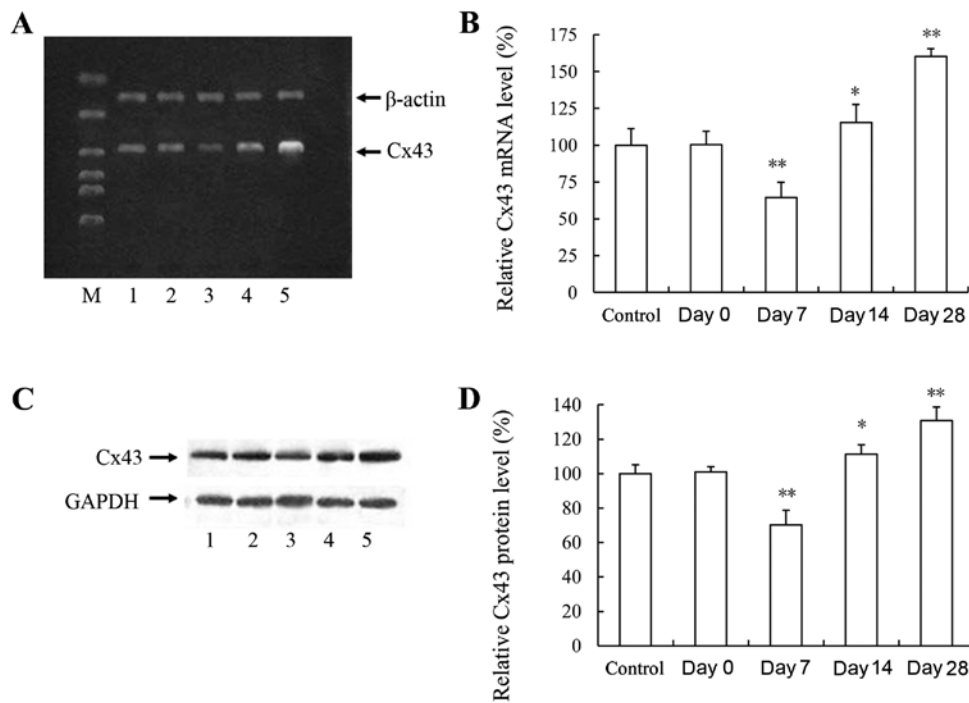 A
β-actin
Cx43
M 1 2 3 4 5
B
Relative Cx43 mRNA level (%)
175
150
125
100
75
50
25
0
**
*
**
Control Day 0 Day 7 Day 14 Day 28
C
Cx43
GAPDH
1 2 3 4 5
D
Relative Cx43 protein level (%)
140
120
100
80
60
40
20
0
**
*
**
Control Day 0 Day 7 Day 14 Day 28